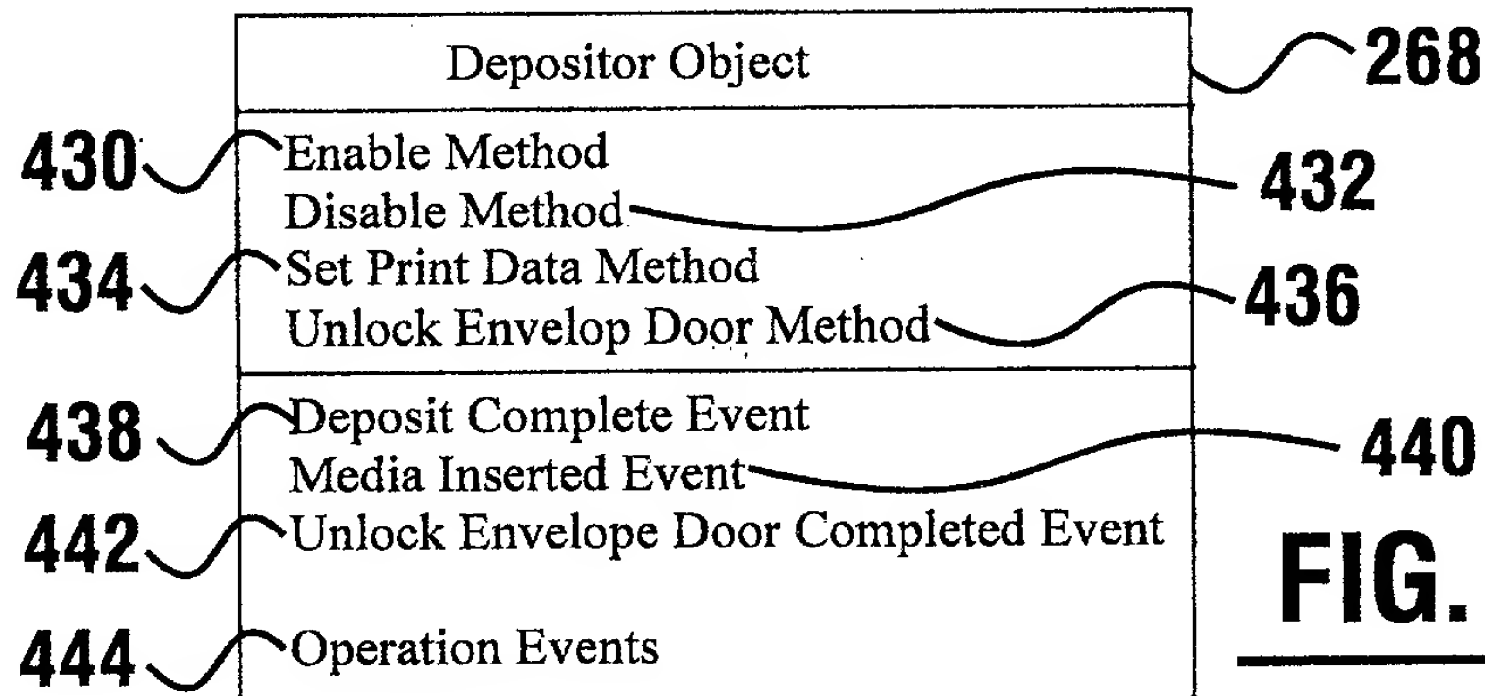 Depositor Object 268
430 Enable Method
Disable Method 432
434 Set Print Data Method
Unlock Envelop Door Method 436
438 Deposit Complete Event
Media Inserted Event 440
442 Unlock Envelope Door Completed Event
FIG.
444 Operation Events